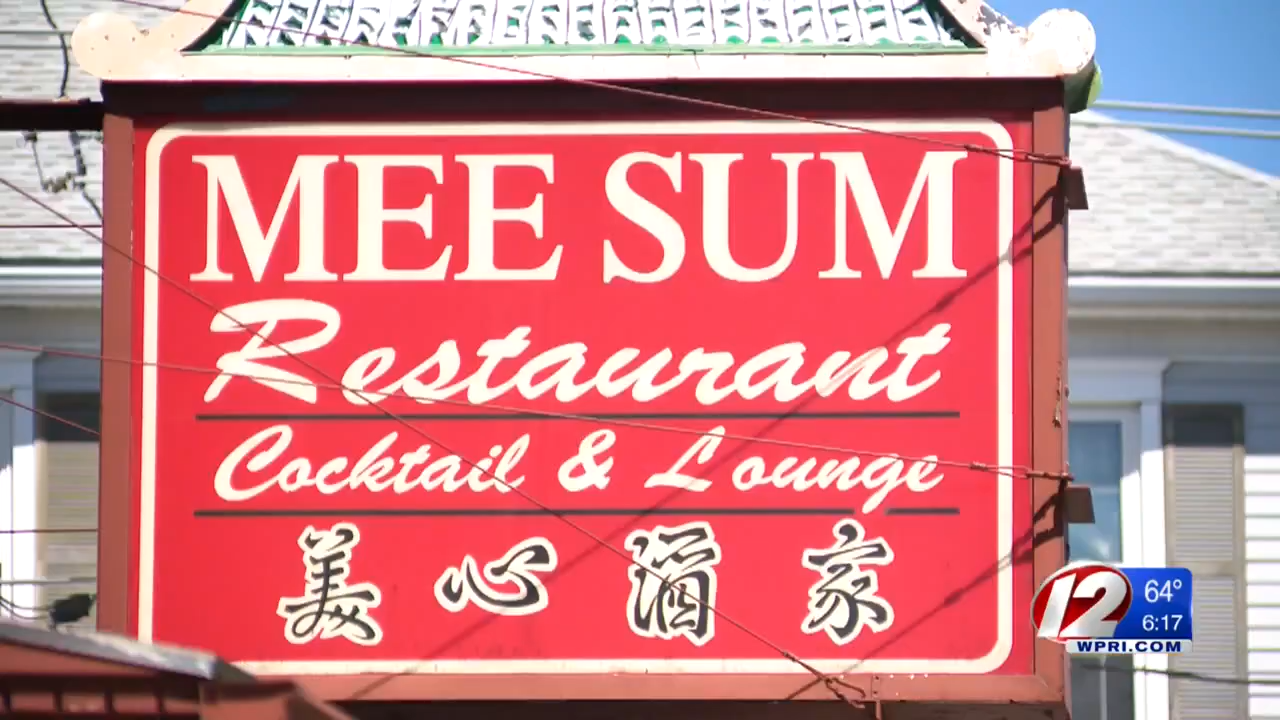 MEE SUM
Restaurant
Cocktail & Lounge
美心酒家
12
64°
6:17
WPRI.COM